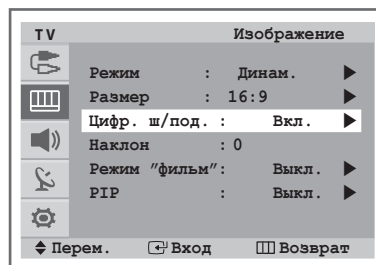 TV Изображение
Режим : Динам.
Размер : 16:9
Цифр. ш/под. : Вкл.
Наклон : 0
Режим "фильм": Выкл.
PIP : Выкл.
Перем. Вход Возврат